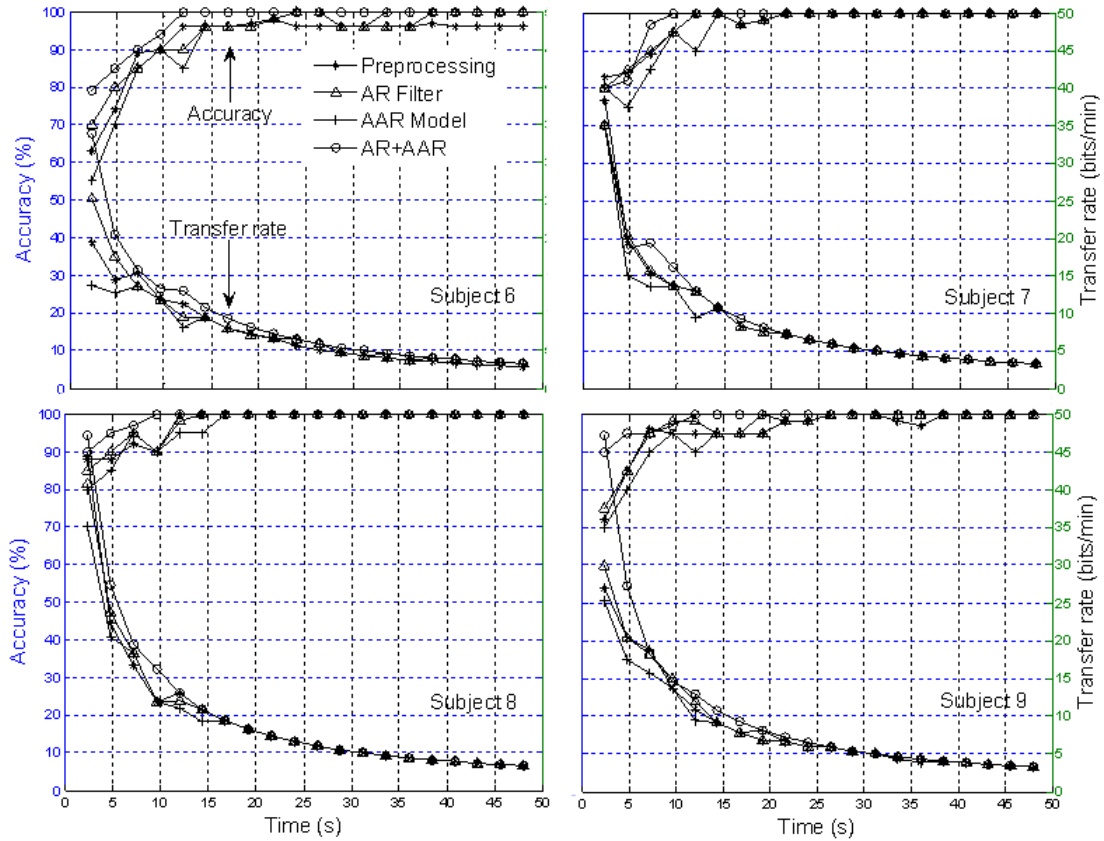 100
90
80
70
60
50
40
30
20
10
0
Accuracy (%)
Preprocessing
AR Filter
AAR Model
AR+AAR
Accuracy
Transfer rate
Subject 6
50
45
40
35
30
25
20
15
10
5
0
Transfer rate (bits/min)
Subject 7
100
90
80
70
60
50
40
30
20
10
0
Accuracy (%)
Subject 8
0 5 10 15 20 25 30 35 40 45 50
Time (s)
50
45
40
35
30
25
20
15
10
5
0
Transfer rate (bits/min)
Subject 9
0 5 10 15 20 25 30 35 40 45 50
Time (s)